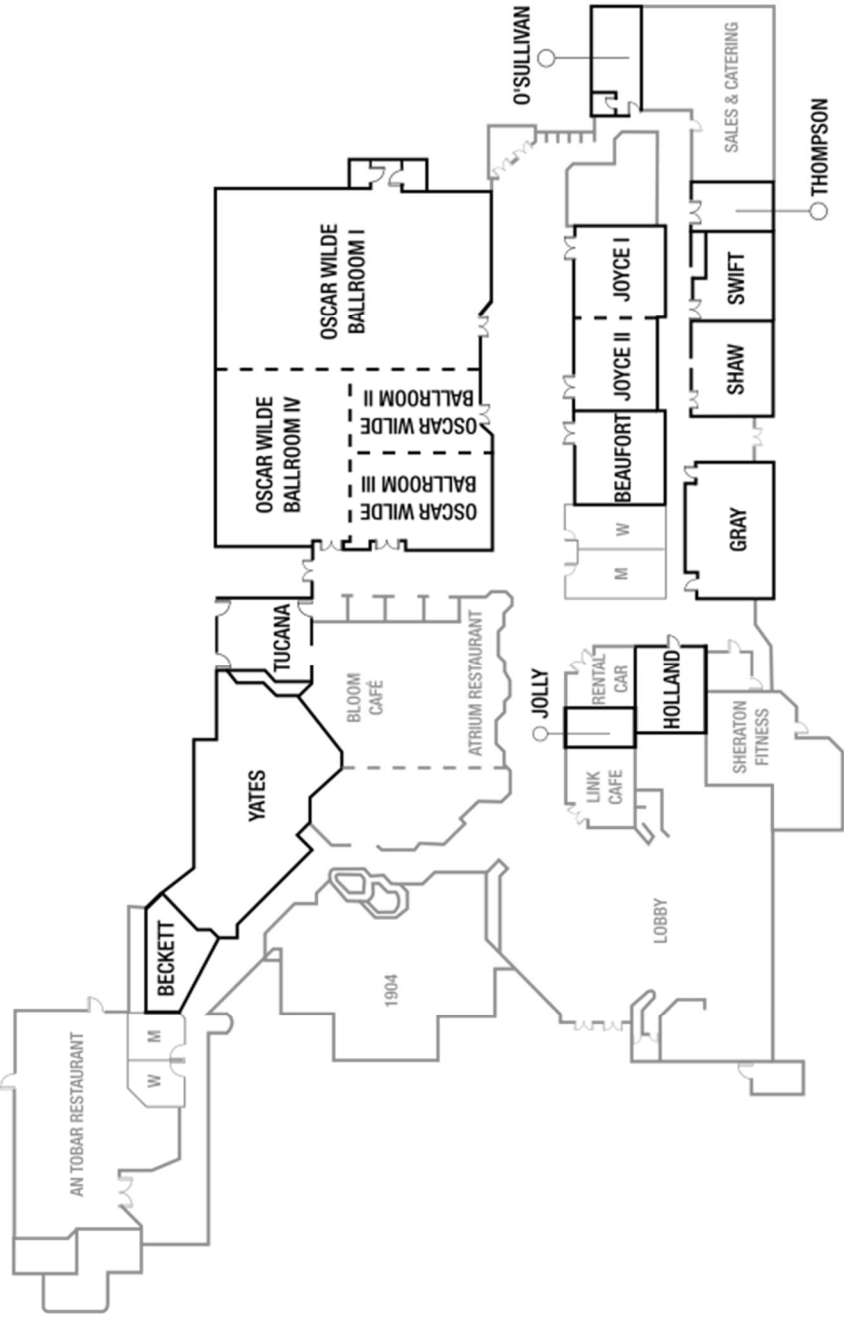 O'SULLIVAN
SALES & CATERING
THOMPSON
OSCAR WILDE
BALLROOM I
JOYCE I
SWIFT
OSCAR WILDE
BALLROOM IV
OSCAR WILDE
BALLROOM II
JOYCE II
SHAW
OSCAR WILDE
BALLROOM III
BEAUFORT
W
M
GRAY
TUCANA
BLOOM
CAFÉ
ATRIUM RESTAURANT
JOLLY
RENTAL
CAR
HOLLAND
SHERATON
FITNESS
LINK
CAFE
YATES
BECKETT
LOBBY
1904
M
W
AN TOBAR RESTAURANT